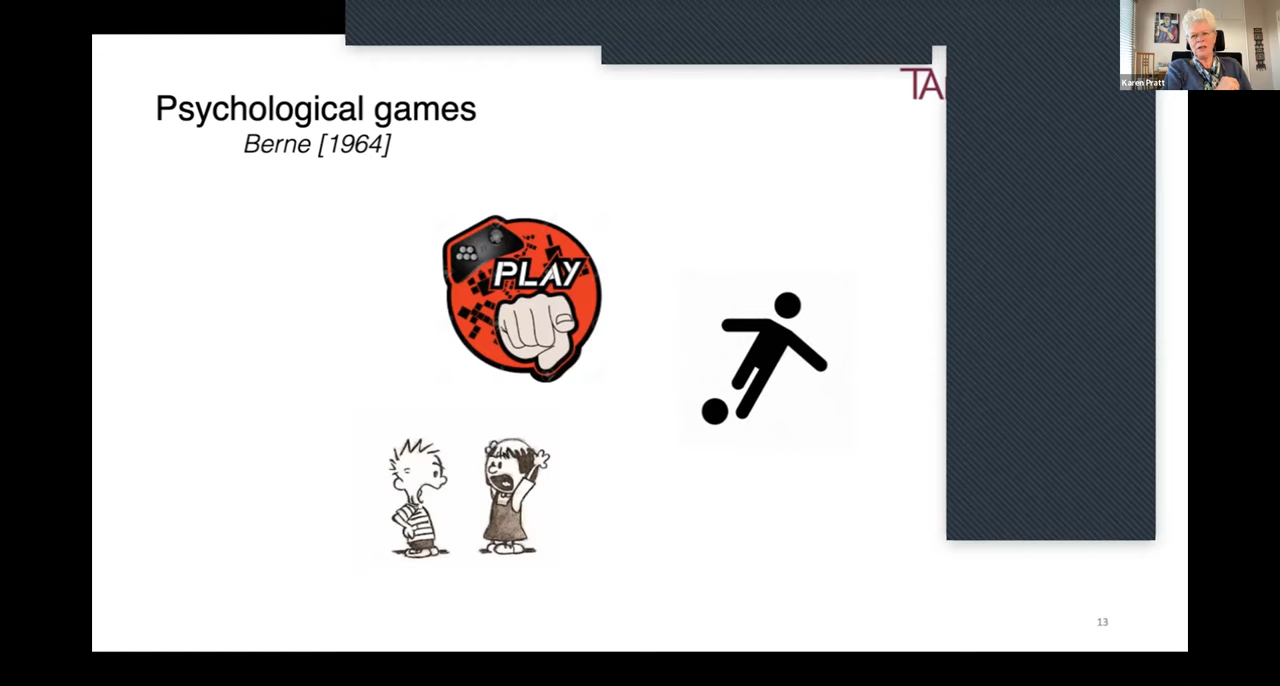 Psychological games
Berne [1964]
TA
PLAY
13
Karen Pratt